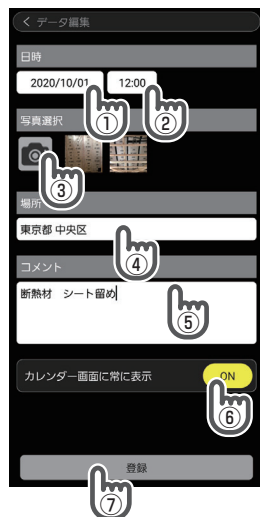 < データ編集
日時
2020/10/01 12:00
① ②
写真選択
③
場所
東京都 中央区
④
コメント
断熱材 シート留め
⑤
カレンダー画面に常に表示 ON
⑥
登録
⑦